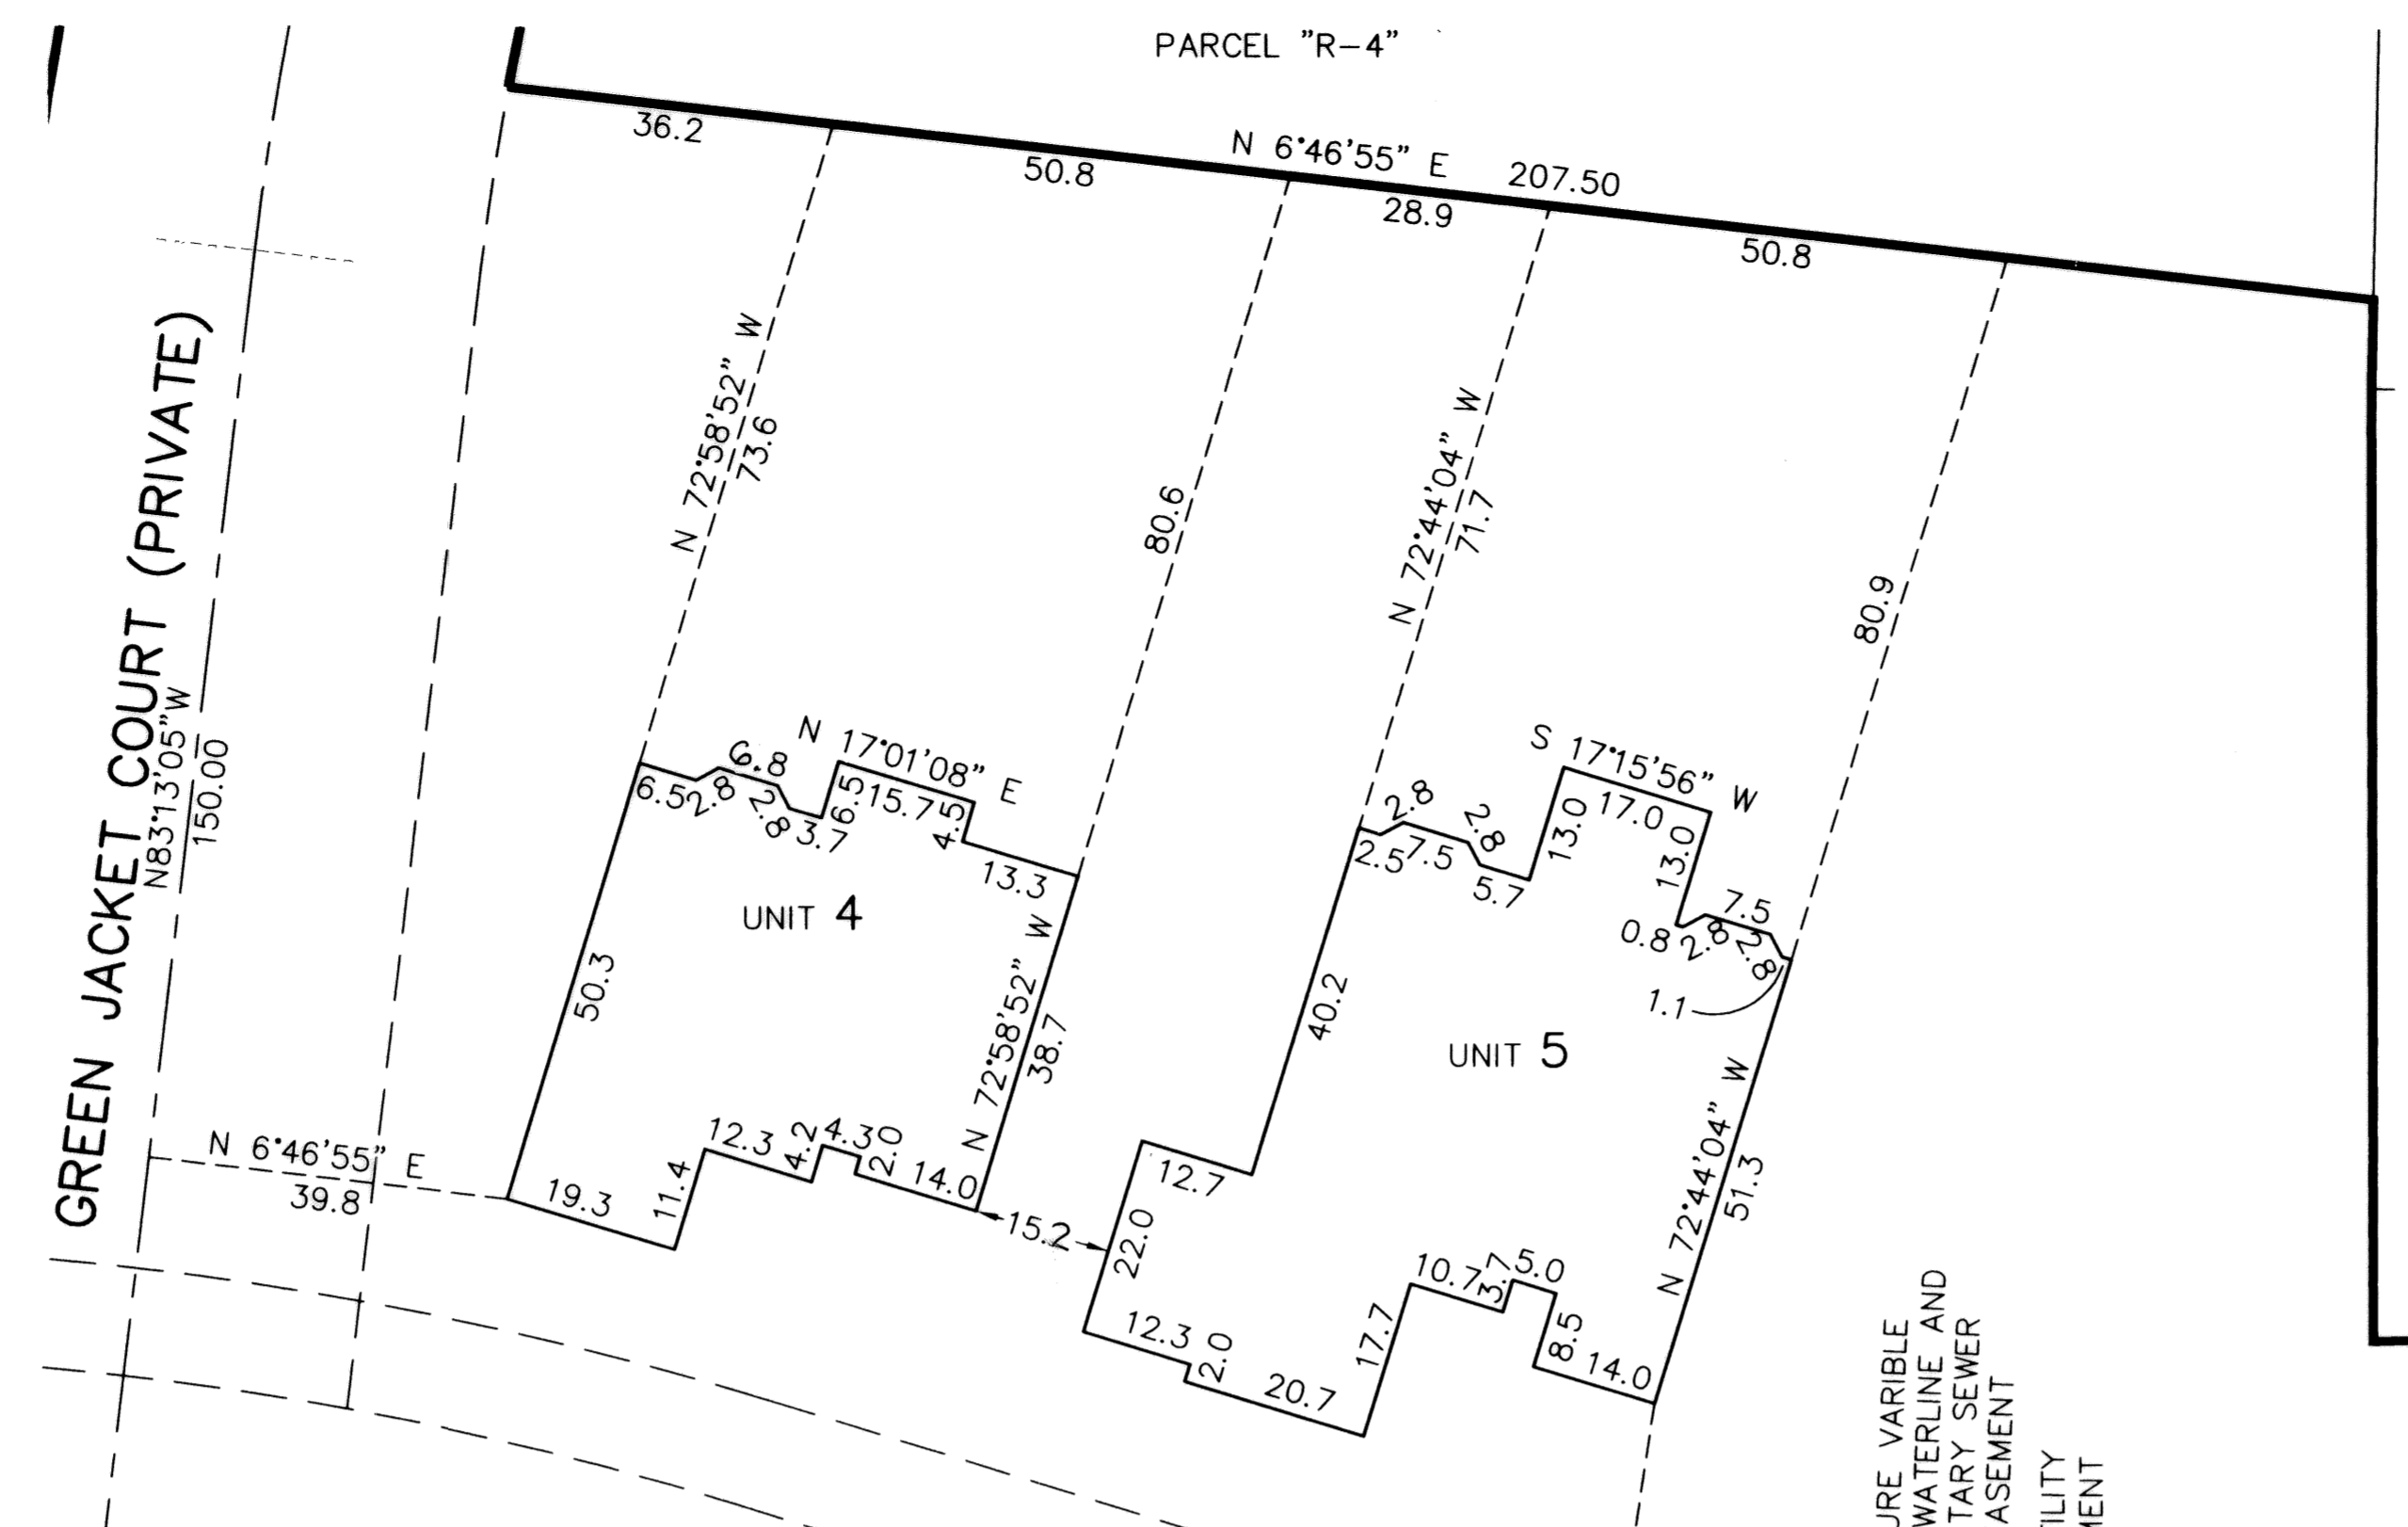 PARCEL "R-4"
36.2
N 6°46'55" E 207.50
50.8
28.9
50.8
GREEN JACKET COURT (PRIVATE)
N83°13'05"W
150.00
N 72°58'52" W
73.6
80.6
N 72°44'04" W
71.7
80.9
N 17°01'08" E
6.5
2.8
6.8
2.8
3.7
6.5
15.7
4.5
13.3
UNIT 4
50.3
N 72°58'52" W
38.7
12.3
4.2
4.30
2.0
14.0
19.3
11.4
N 6°46'55" E
39.8
15.2
S 17°15'56" W
2.8
2.8
2.5
7.5
5.7
13.0
17.0
13.0
7.5
0.8
2.8
2.8
1.1
UNIT 5
40.2
N 72°44'04" W
51.3
12.7
22.0
12.3
2.0
20.7
17.7
10.7
3.7
5.0
8.5
14.0
URE VARIBLE
WATERLINE AND
TARY SEWER
ASEMENT
TILITY
MENT